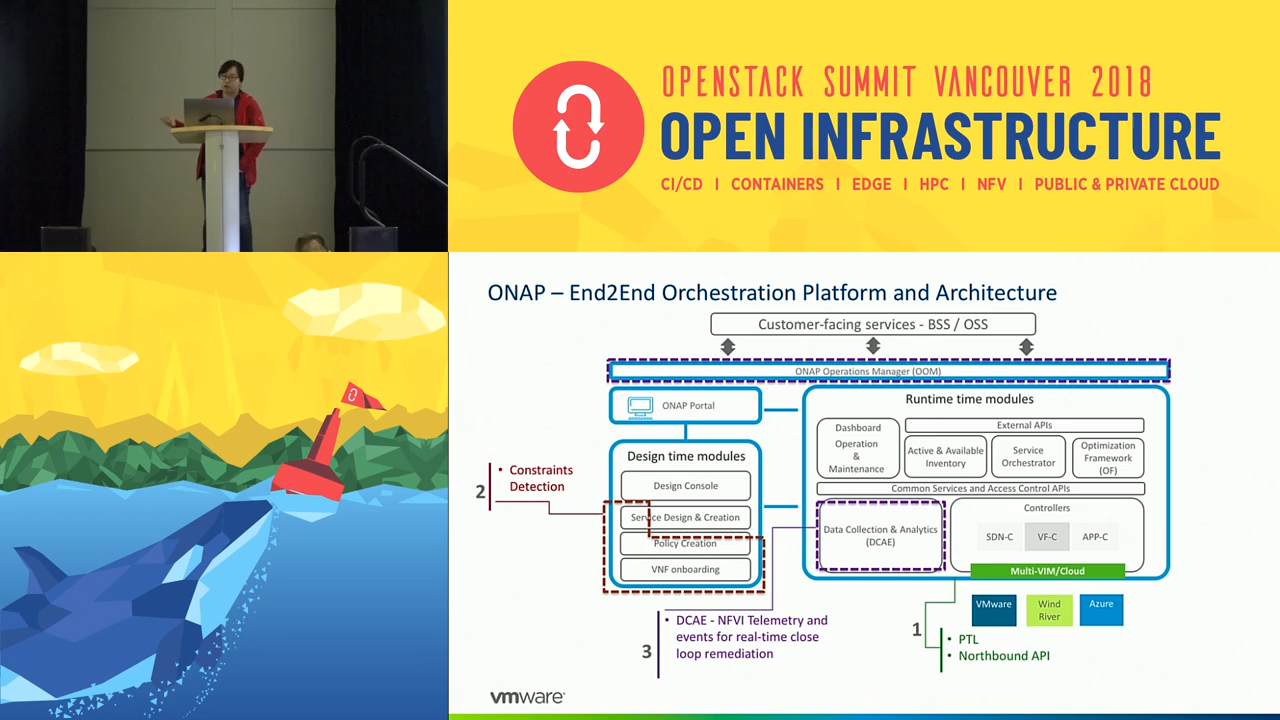 OPENSTACK SUMMIT VANCOUVER 2018
OPEN INFRASTRUCTURE
CI/CD I CONTAINERS I EDGE I HPC I NFV I PUBLIC & PRIVATE CLOUD
ONAP – End2End Orchestration Platform and Architecture
Customer-facing services - BSS / OSS
ONAP Operations Manager (OOM)
ONAP Portal
Design time modules
Design Console
Service Design & Creation
Policy Creation
VNF onboarding
Runtime time modules
Dashboard
Operation
&
Maintenance
External APIs
Active & Available
Inventory
Service
Orchestrator
Optimization
Framework
(OF)
Common Services and Access Control APIs
Data Collection & Analytics
(DCAE)
Controllers
SDN-C
VF-C
APP-C
Multi-VIM/Cloud
VMware
Wind
River
Azure
2
• Constraints
Detection
3
• DCAE - NFVI Telemetry and
events for real-time close
loop remediation
1
• PTL
• Northbound API
vmware